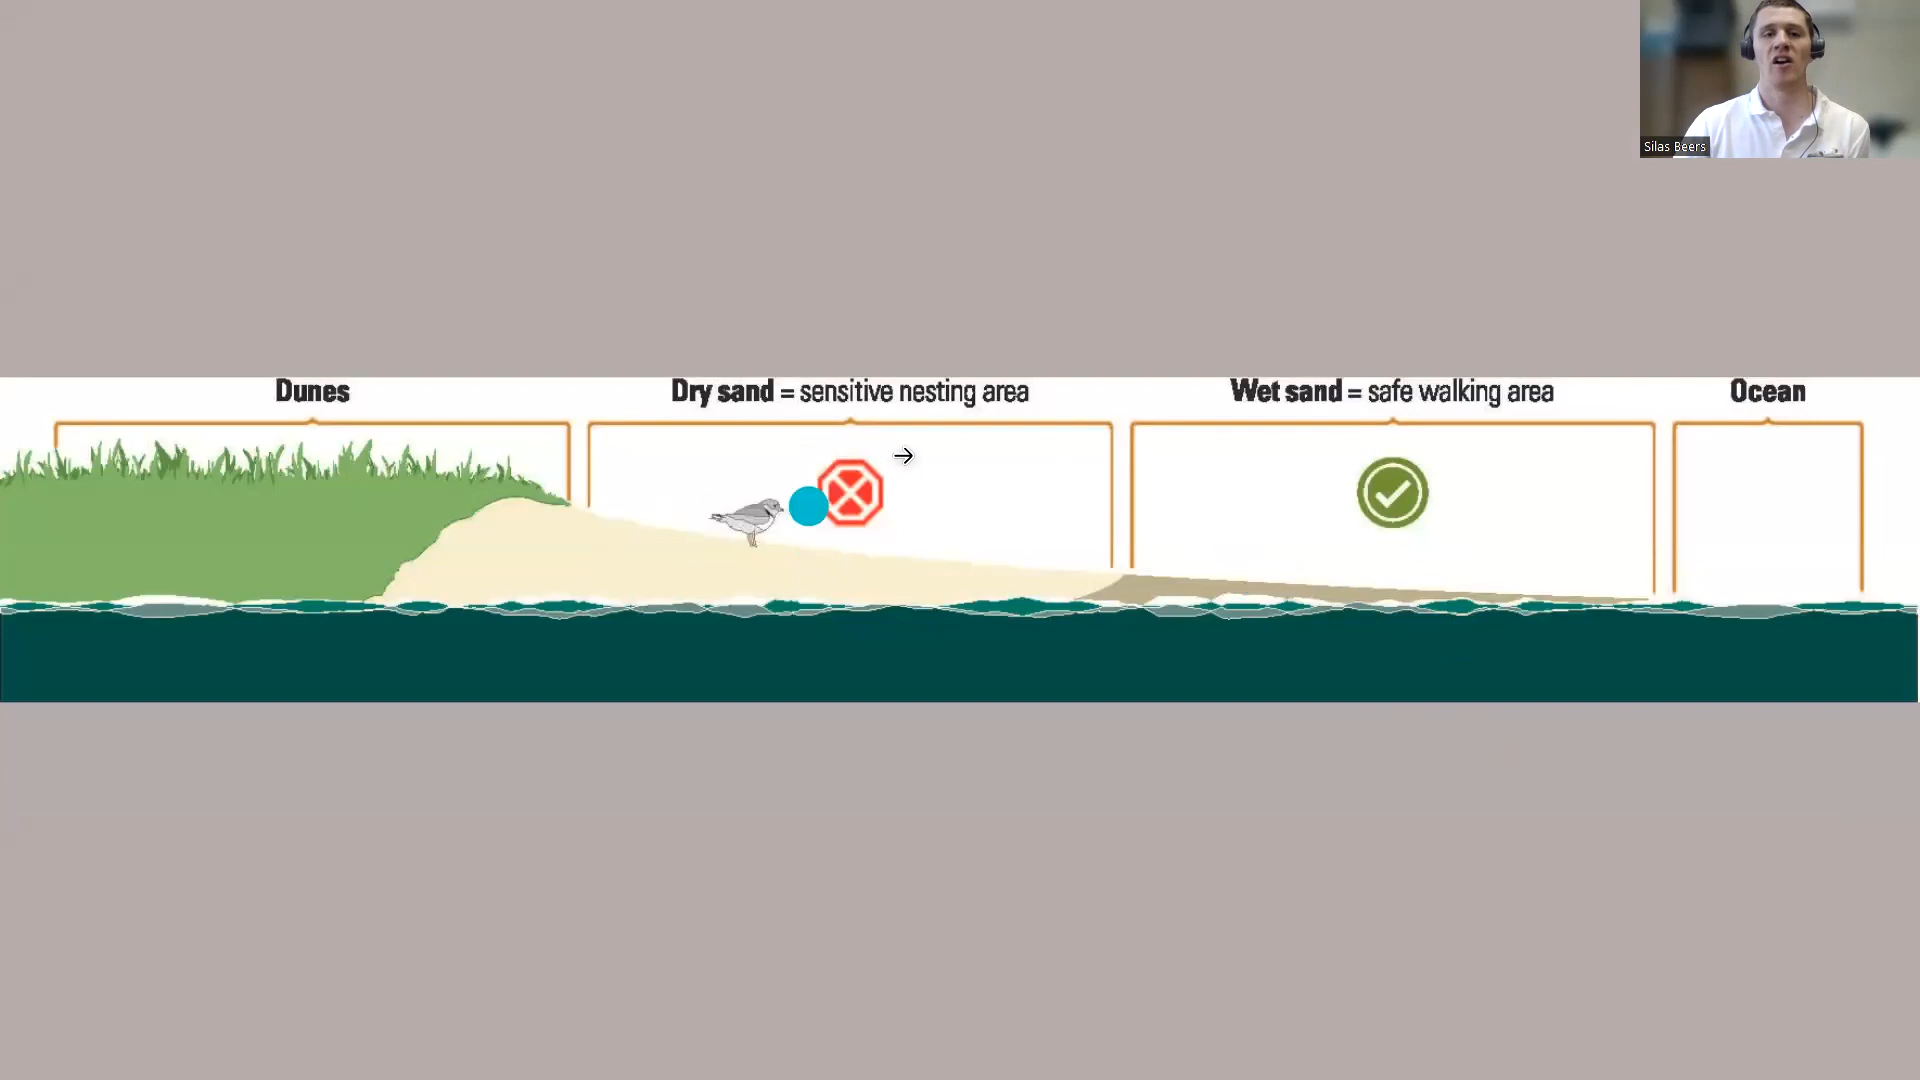 Silas Beers
Dunes
Dry sand = sensitive nesting area
Wet sand = safe walking area
Ocean